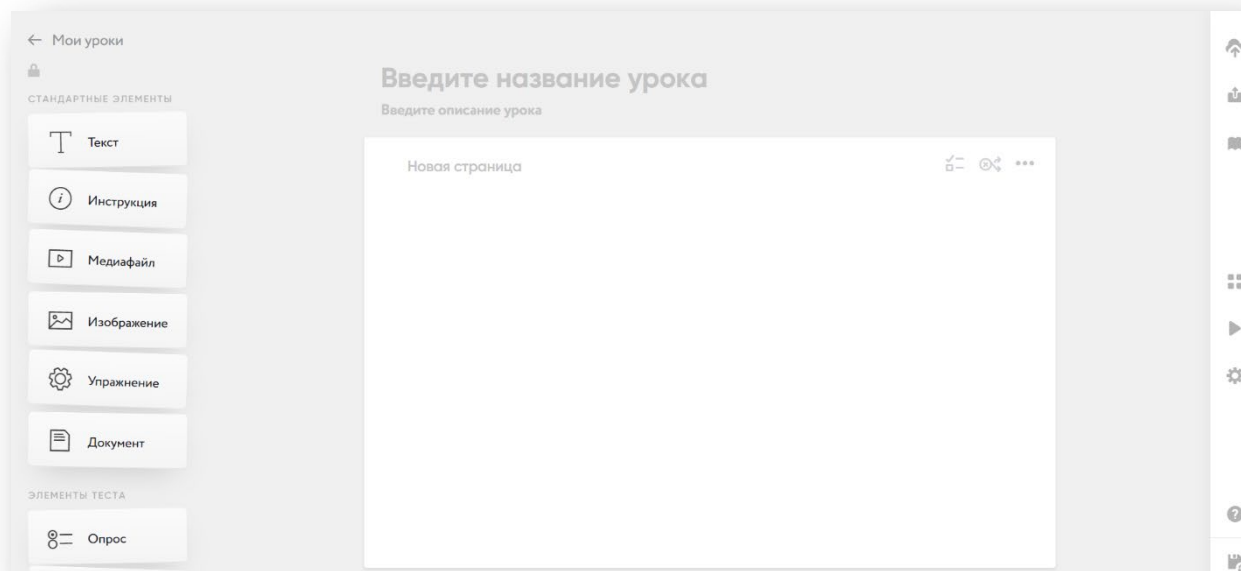 Мои уроки
СТАНДАРТНЫЕ ЭЛЕМЕНТЫ
Текст
Инструкция
Медиафайл
Изображение
Упражнение
Документ
ЭЛЕМЕНТЫ ТЕСТА
Опрос
Введите название урока
Введите описание урока
Новая страница